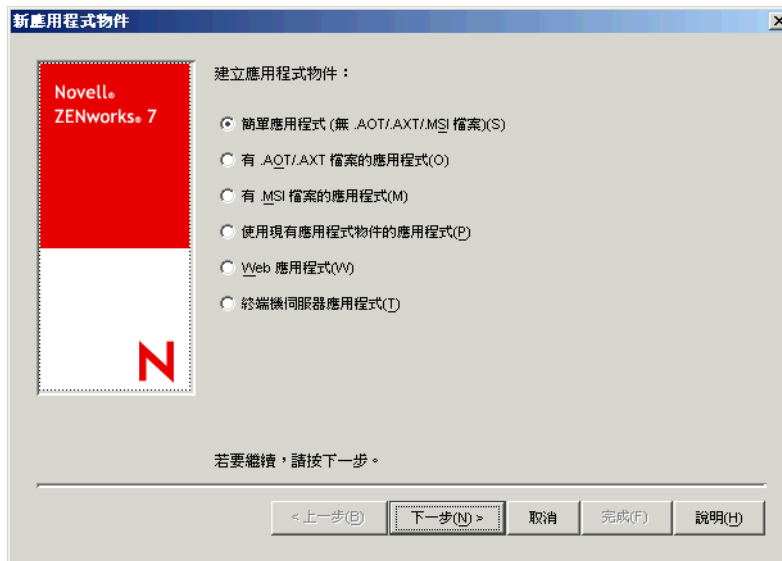 新應用程式物件
Novell®
ZENworks® 7
建立應用程式物件：
簡單應用程式 (無 .AOT/.AXT/.MSI 檔案)(S)
有 .AOT/.AXT 檔案的應用程式(O)
有 .MSI 檔案的應用程式(M)
使用現有應用程式物件的應用程式(P)
Web 應用程式(W)
終端機伺服器應用程式(T)
N
若要繼續，請按下一步。
< 上一步(B)
下一步(N) >
取消
完成(F)
說明(H)